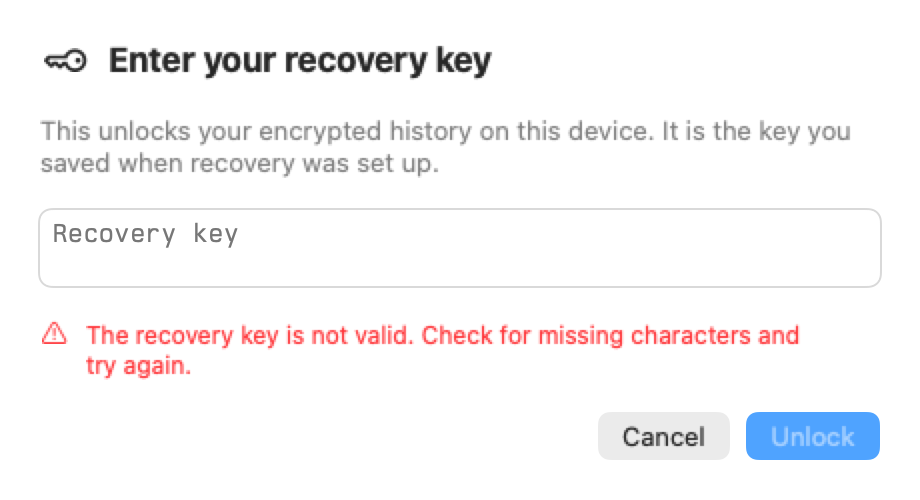 Enter your recovery key
This unlocks your encrypted history on this device. It is the key you
saved when recovery was set up.
Recovery key
The recovery key is not valid. Check for missing characters and
try again.
Cancel Unlock